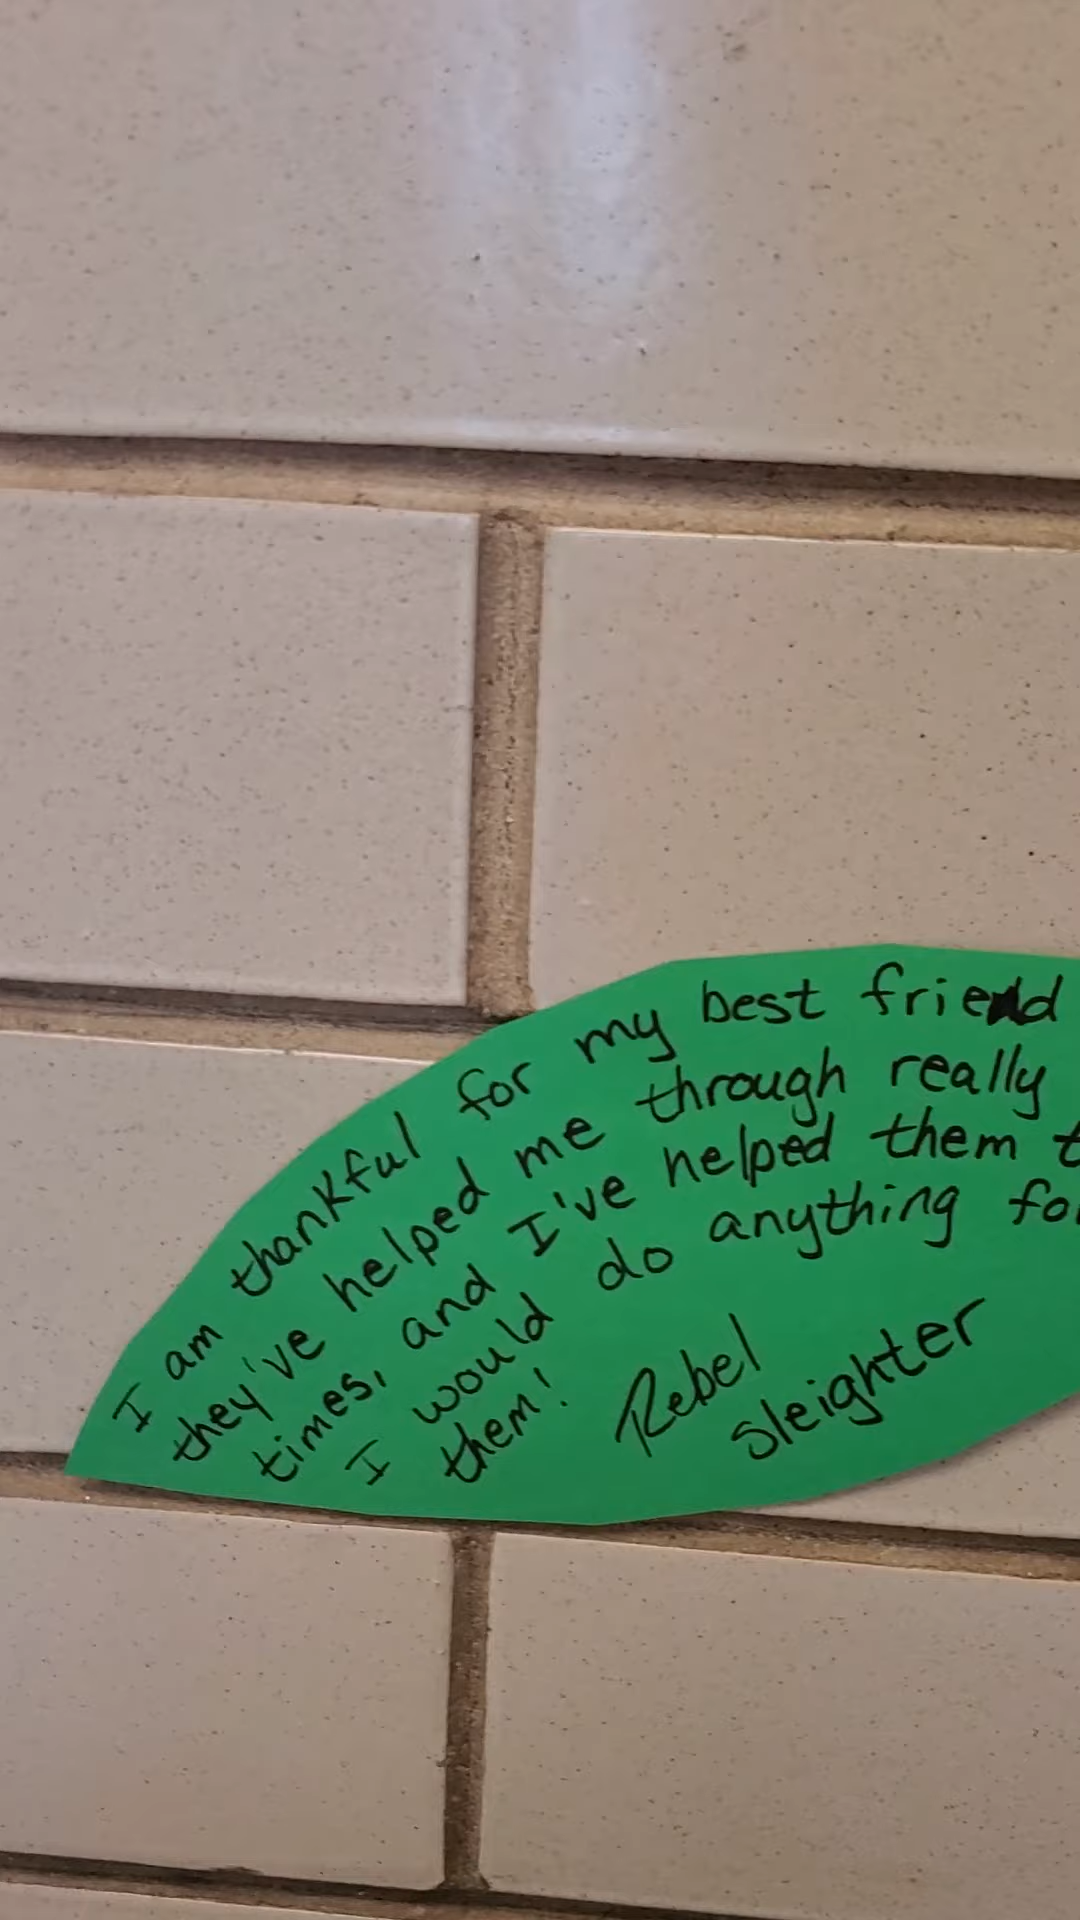 I am thankful for my best friend
they've helped me through really
times, and I've helped them
I would do anything
them!
Rebel
sleighter